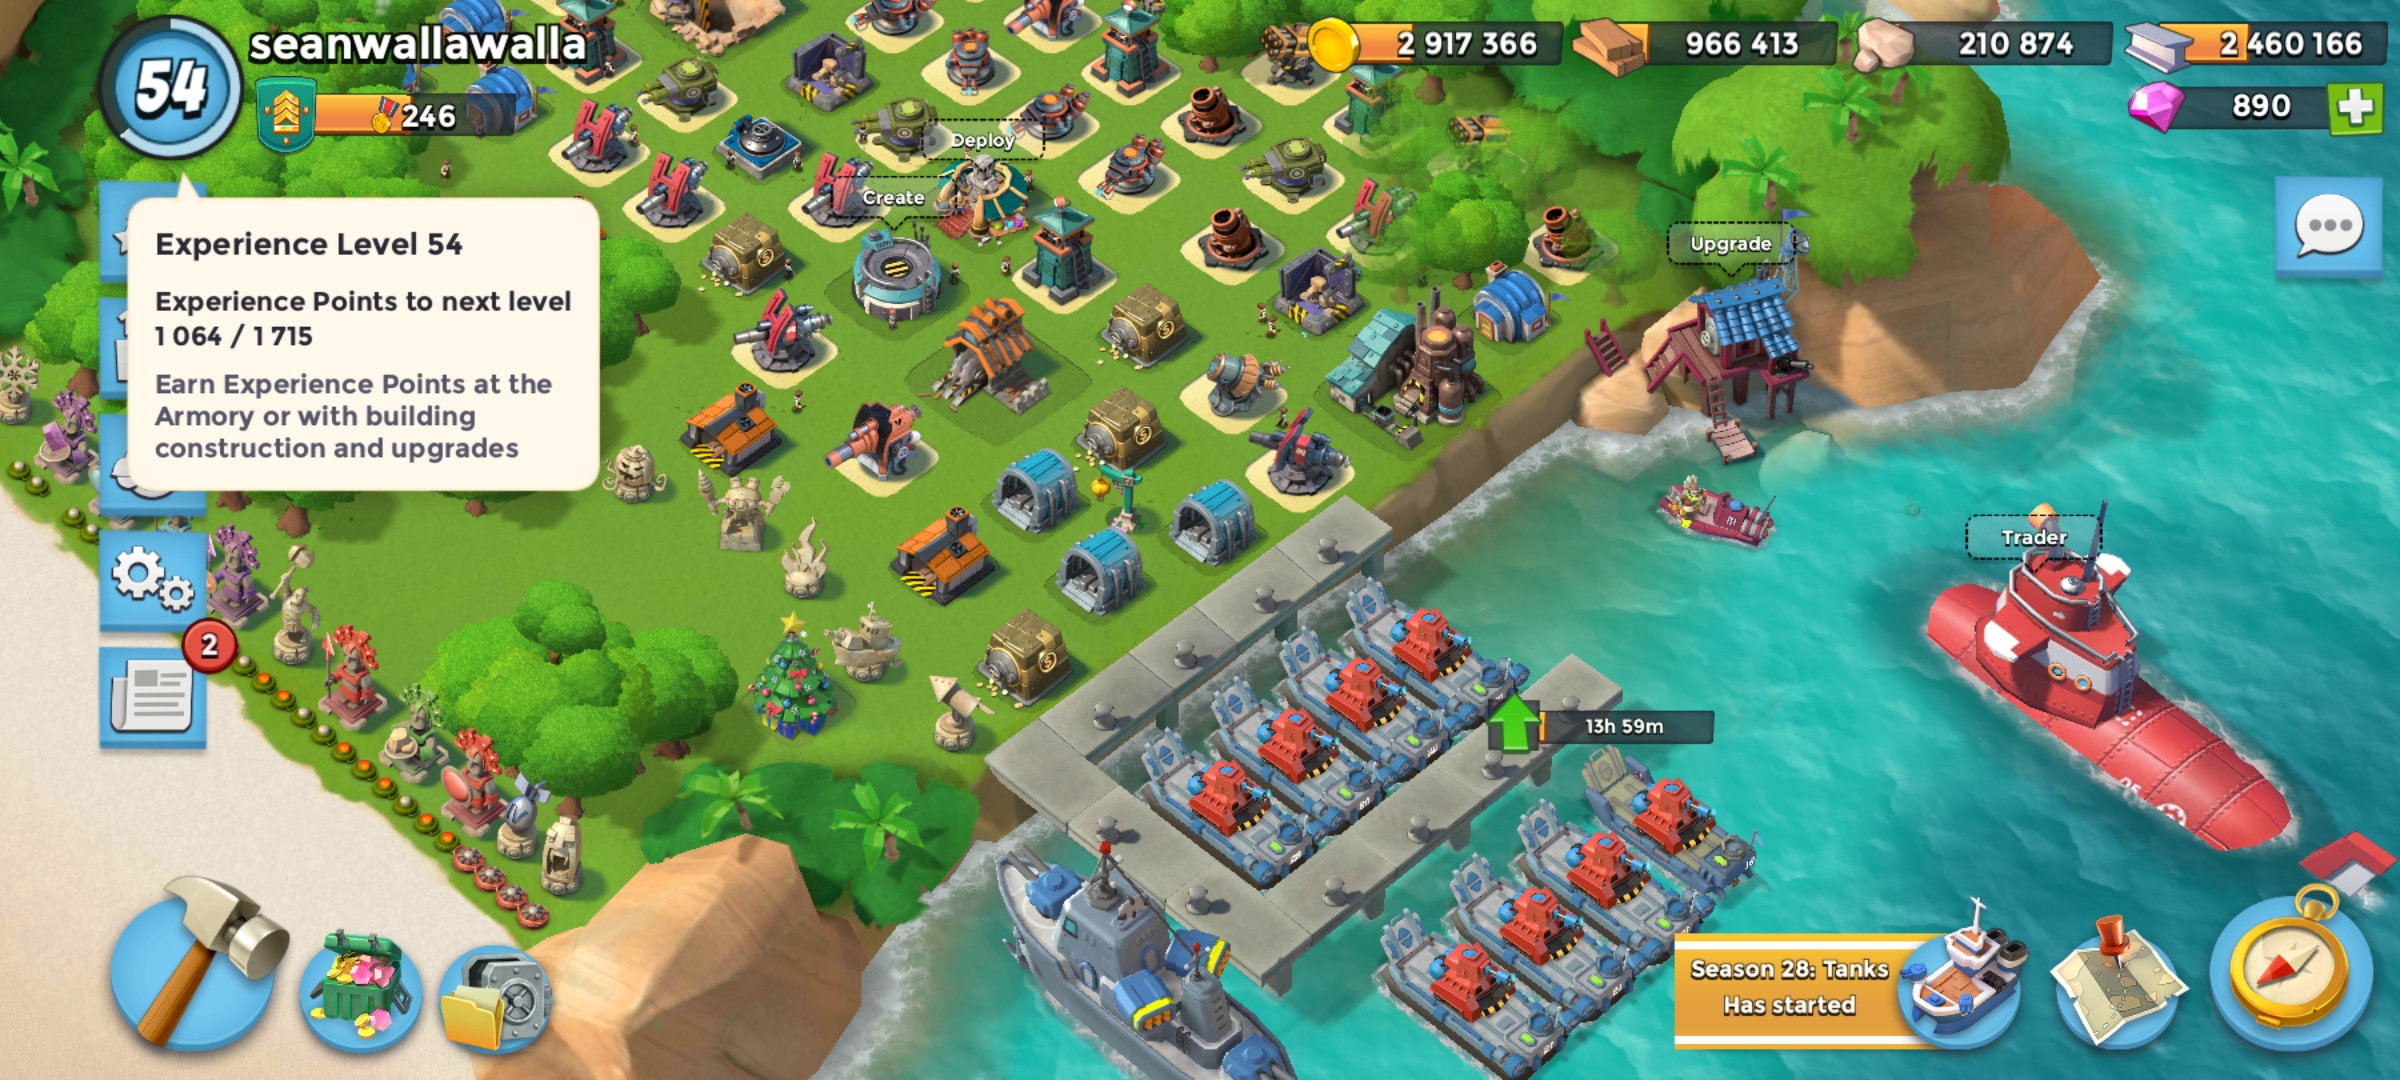 54
seanwallawalla
246
2 917 366
966 413
210 874
2 460 166
890
Experience Level 54
Experience Points to next level
1 064 / 1 715
Earn Experience Points at the
Armory or with building
construction and upgrades
Deploy
Create
Upgrade
Trader
2
13h 59m
Season 28: Tanks
Has started